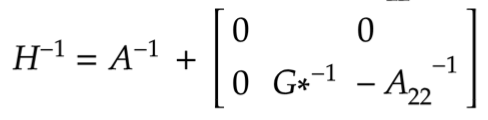 H⁻¹ = A⁻¹ + [ 0 0
0 G*⁻¹ − A₂₂⁻¹ ]